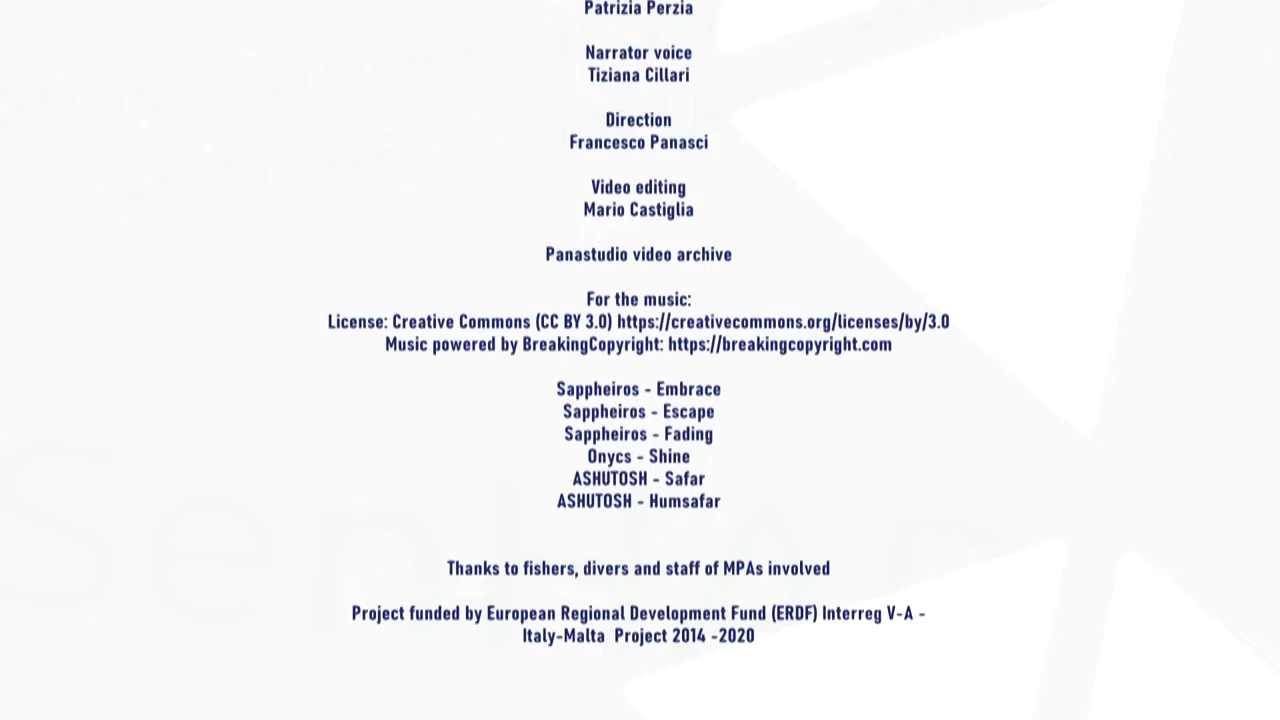 Patrizia Perzia
Narrator voice
Tiziana Cillari
Direction
Francesco Panasci
Video editing
Mario Castiglia
Panastudio video archive
For the music:
License: Creative Commons (CC BY 3.0) https://creativecommons.org/licenses/by/3.0
Music powered by BreakingCopyright: https://breakingcopyright.com
Sappheiros - Embrace
Sappheiros - Escape
Sappheiros - Fading
Onycs - Shine
ASHUTOSH - Safar
ASHUTOSH - Humsafar
Thanks to fishers, divers and staff of MPAs involved
Project funded by European Regional Development Fund (ERDF) Interreg V-A -
Italy-Malta Project 2014 -2020